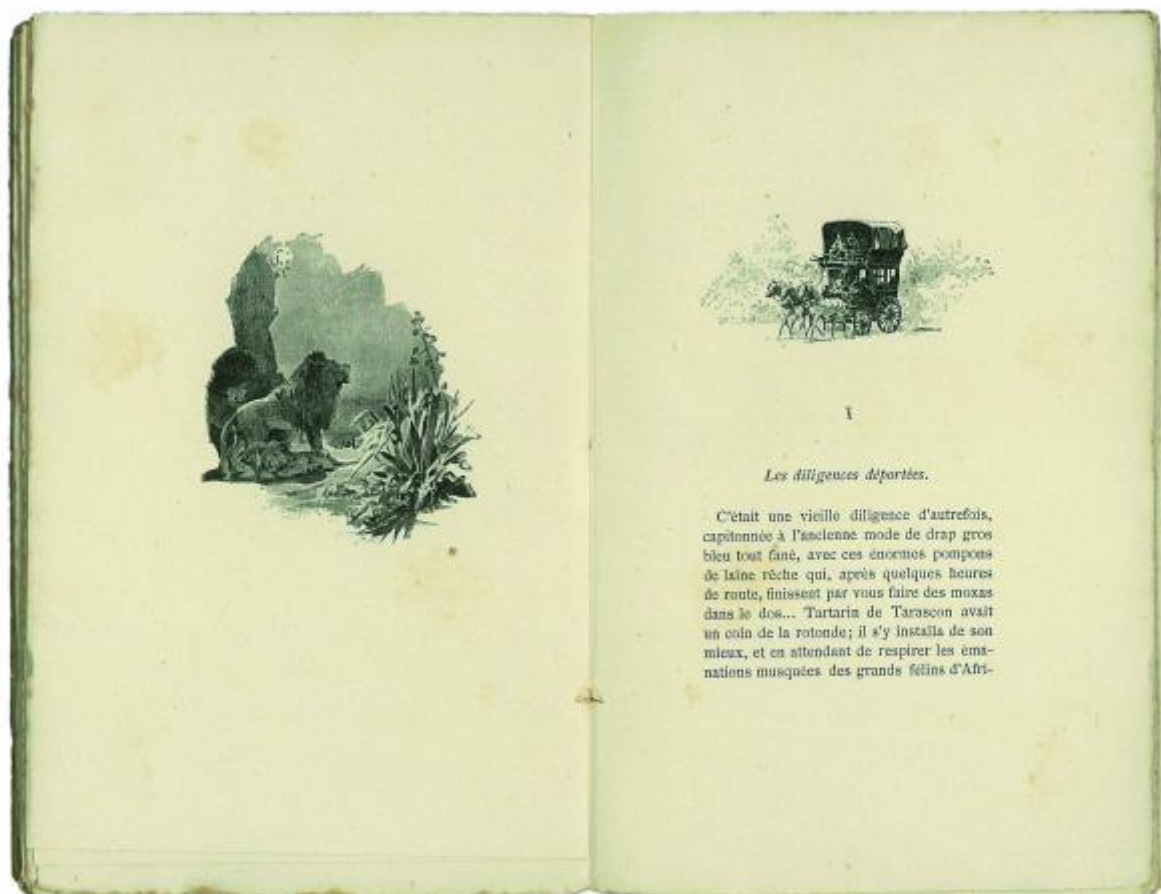 I
Les diligences déportées.
C'était une vieille diligence d'autrefois,
capitonnée à l'ancienne mode de drap gros
bleu tout fané, avec ces énormes pompons
de laine rêche qui, après quelques heures
de route, finissent par vous faire des moxas
dans le dos... Tartarin de Tarascon avait
un coin de la rotonde; il s'y installa de son
mieux, et en attendant de respirer les éma-
nations musquées des grands félins d'Afri-